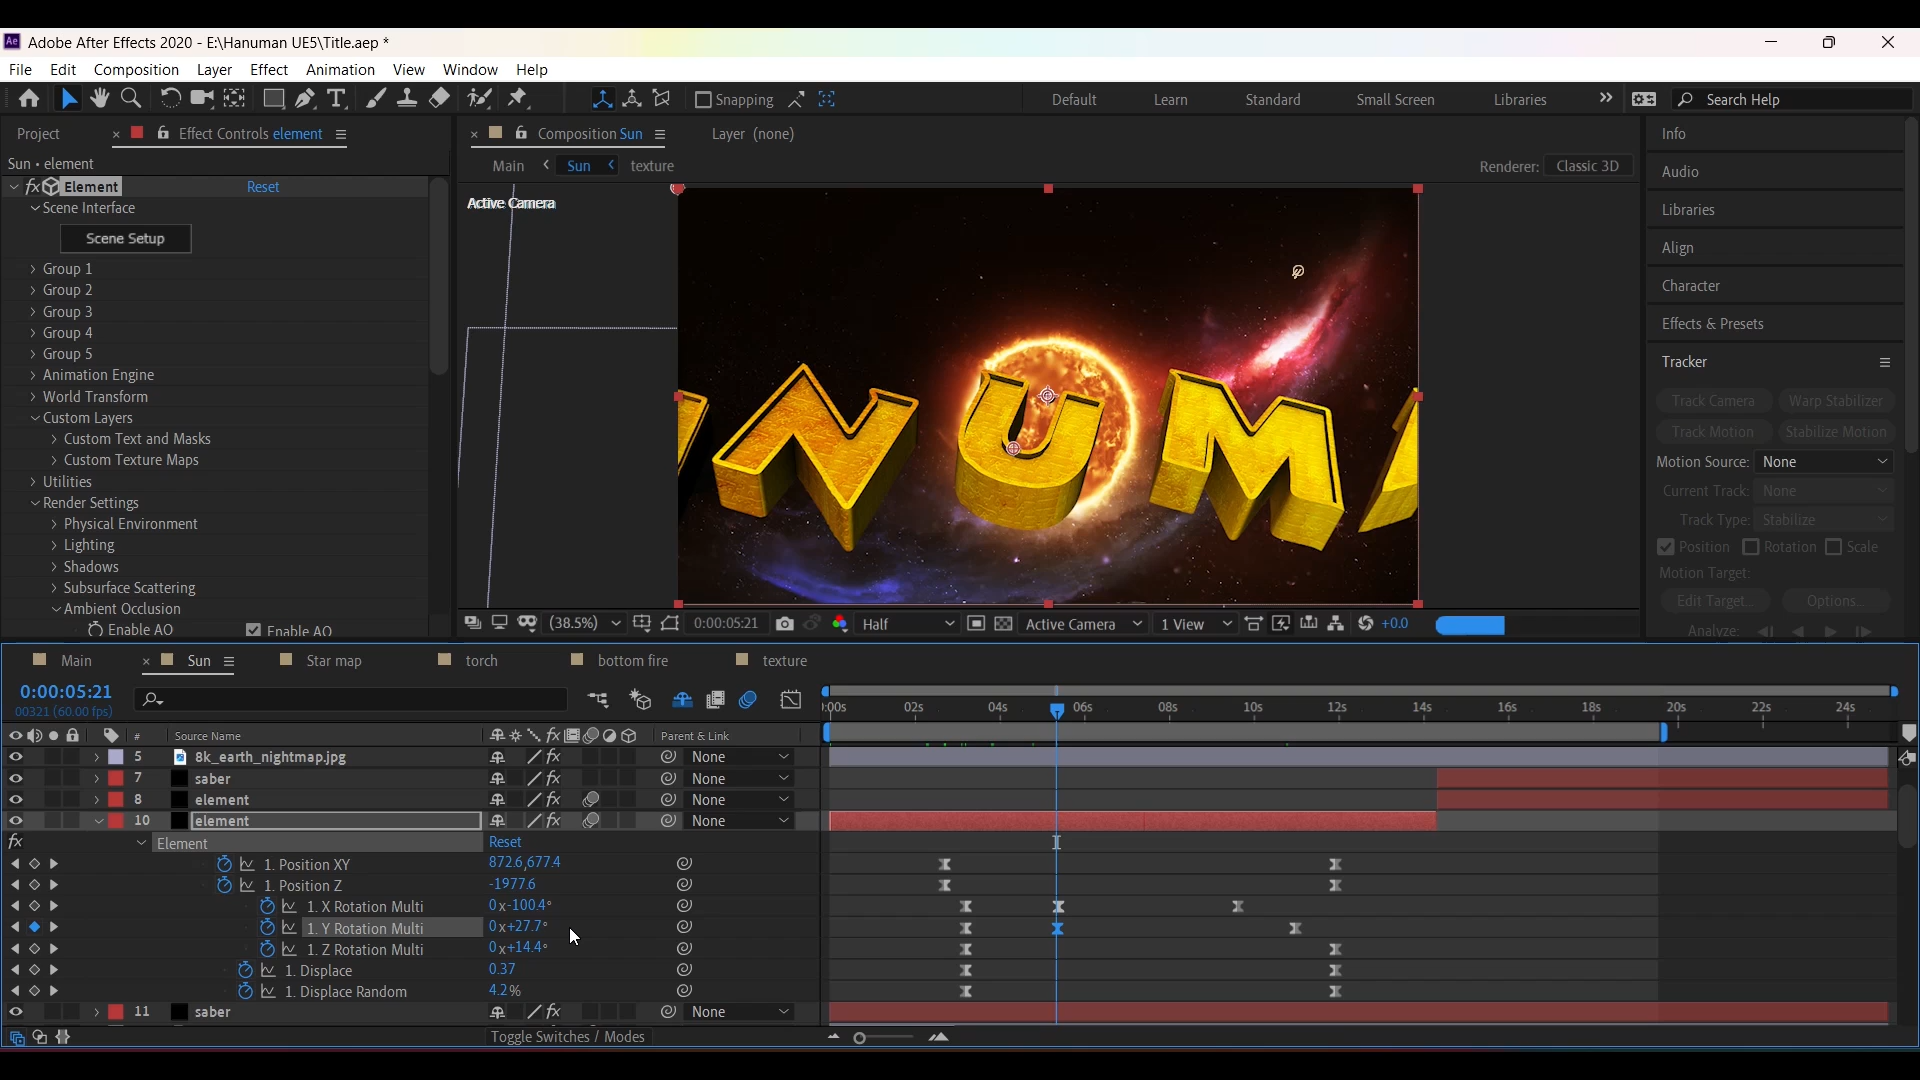 Ae Adobe After Effects 2020 - E:\Hanuman UE5\Title.aep *
File Edit Composition Layer Effect Animation View Window Help
Snapping Default Learn Standard Small Screen Libraries Search Help
Project Effect Controls element
Sun • element
fx Element Reset
Scene Interface
Scene Setup
Group 1
Group 2
Group 3
Group 4
Group 5
Animation Engine
World Transform
Custom Layers
Custom Text and Masks
Custom Texture Maps
Utilities
Render Settings
Physical Environment
Lighting
Shadows
Subsurface Scattering
Ambient Occlusion
Enable AO Enable AO
Composition Sun Layer (none)
Main Sun texture Renderer: Classic 3D
Active Camera
NUM
(38.5%) 0:00:05:21 Half Active Camera 1 View +0.0
Info
Audio
Libraries
Align
Character
Effects & Presets
Tracker
Track Camera Warp Stabilizer
Track Motion Stabilize Motion
Motion Source: None
Current Track: None
Track Type: Stabilize
Position Rotation Scale
Motion Target:
Edit Target... Options...
Analyze:
Main Sun Star map torch bottom fire texture
0:00:05:21
00321 (60.00 fps)
:00s 02s 04s 06s 08s 10s 12s 14s 16s 18s 20s 22s 24s
# Source Name fx Parent & Link
5 8k_earth_nightmap.jpg fx None
7 saber fx None
8 element fx None
10 element fx None
fx Element Reset
1. Position XY 872.6,677.4
1. Position Z -1977.6
1. X Rotation Multi 0x-100.4°
1. Y Rotation Multi 0x+27.7°
1. Z Rotation Multi 0x+14.4°
1. Displace 0.37
1. Displace Random 4.2%
11 saber fx None
Toggle Switches / Modes